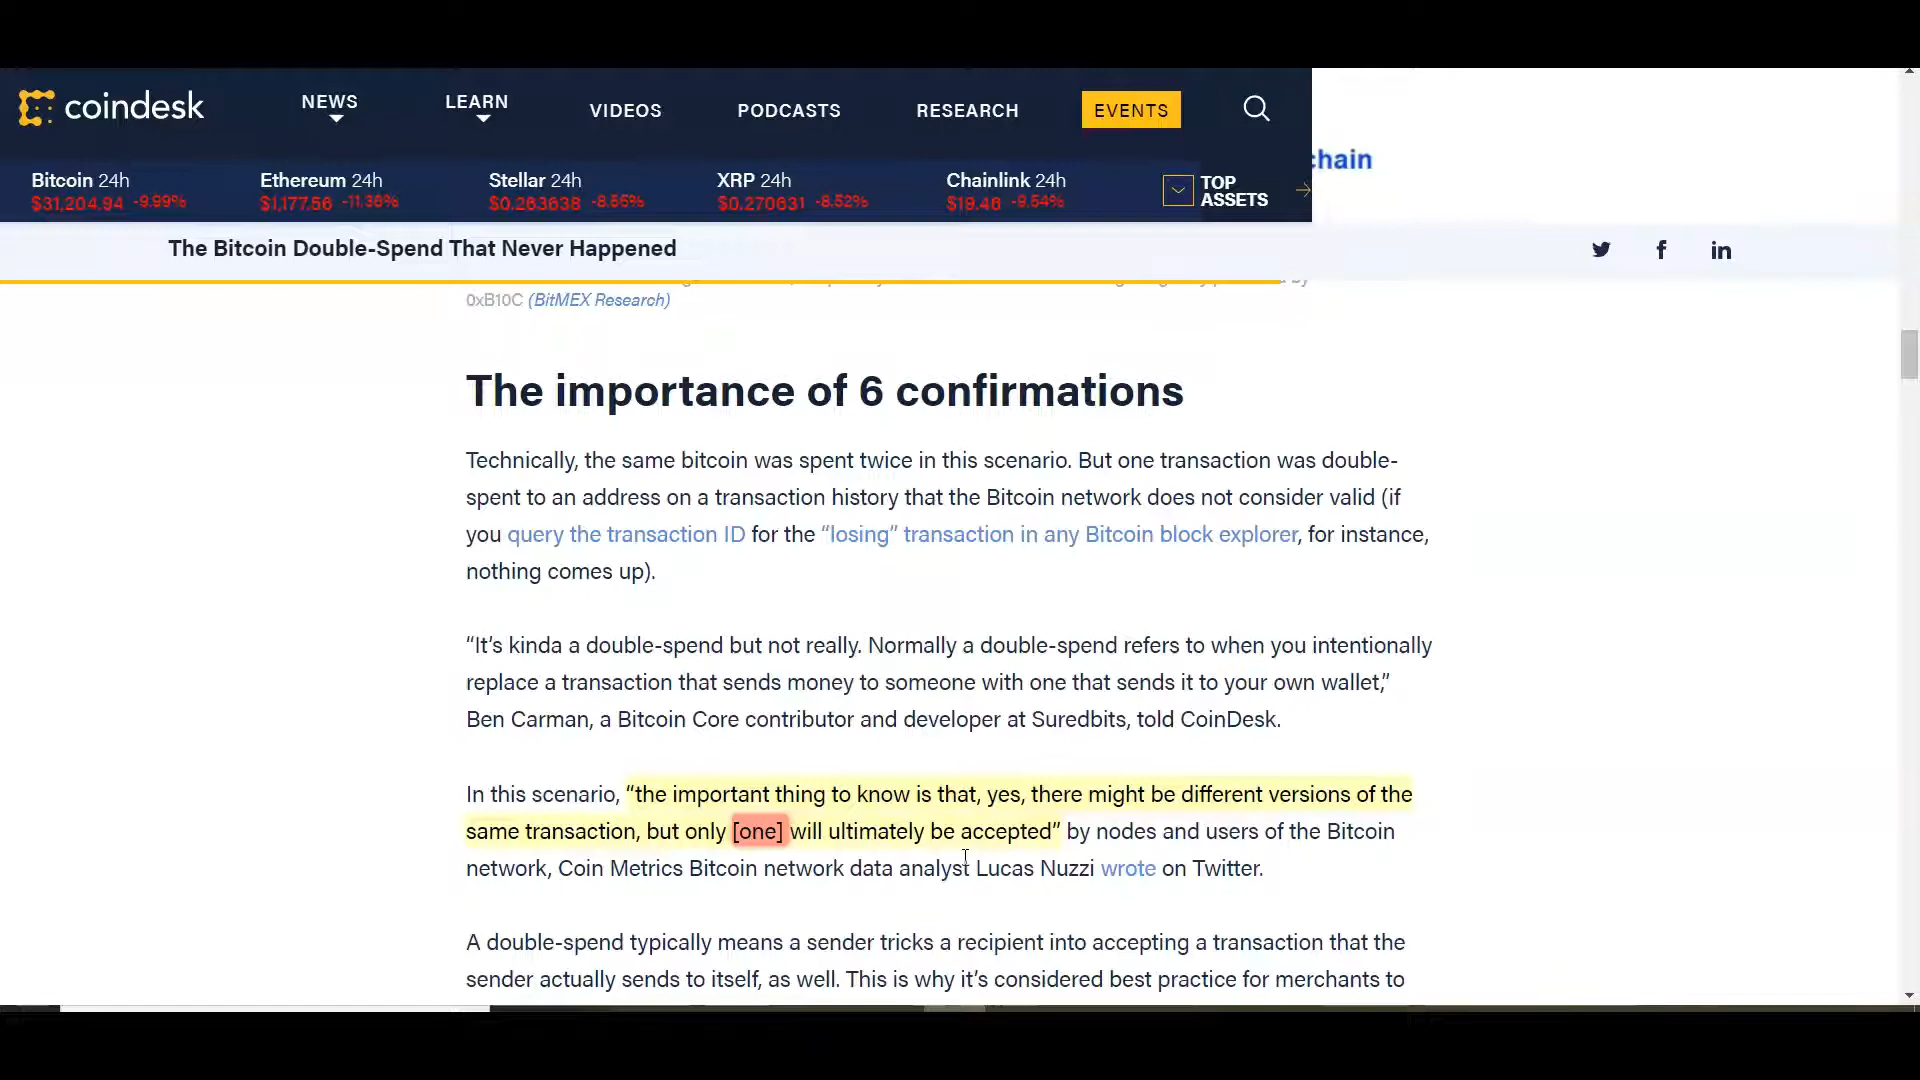 coindesk
NEWS
LEARN
VIDEOS
PODCASTS
RESEARCH
EVENTS
chain
Bitcoin 24h
$31,204.94 -9.99%
Ethereum 24h
$1,177.56 -11.36%
Stellar 24h
$0.263638 -8.56%
XRP 24h
$0.270631 -8.52%
Chainlink 24h
$19.46 -9.54%
TOP
ASSETS
The Bitcoin Double-Spend That Never Happened
0xB10C (BitMEX Research)
The importance of 6 confirmations
Technically, the same bitcoin was spent twice in this scenario. But one transaction was double-
spent to an address on a transaction history that the Bitcoin network does not consider valid (if
you query the transaction ID for the “losing” transaction in any Bitcoin block explorer, for instance,
nothing comes up).
“It’s kinda a double-spend but not really. Normally a double-spend refers to when you intentionally
replace a transaction that sends money to someone with one that sends it to your own wallet,”
Ben Carman, a Bitcoin Core contributor and developer at Suredbits, told CoinDesk.
In this scenario, “the important thing to know is that, yes, there might be different versions of the
same transaction, but only [one] will ultimately be accepted” by nodes and users of the Bitcoin
network, Coin Metrics Bitcoin network data analyst Lucas Nuzzi wrote on Twitter.
A double-spend typically means a sender tricks a recipient into accepting a transaction that the
sender actually sends to itself, as well. This is why it’s considered best practice for merchants to